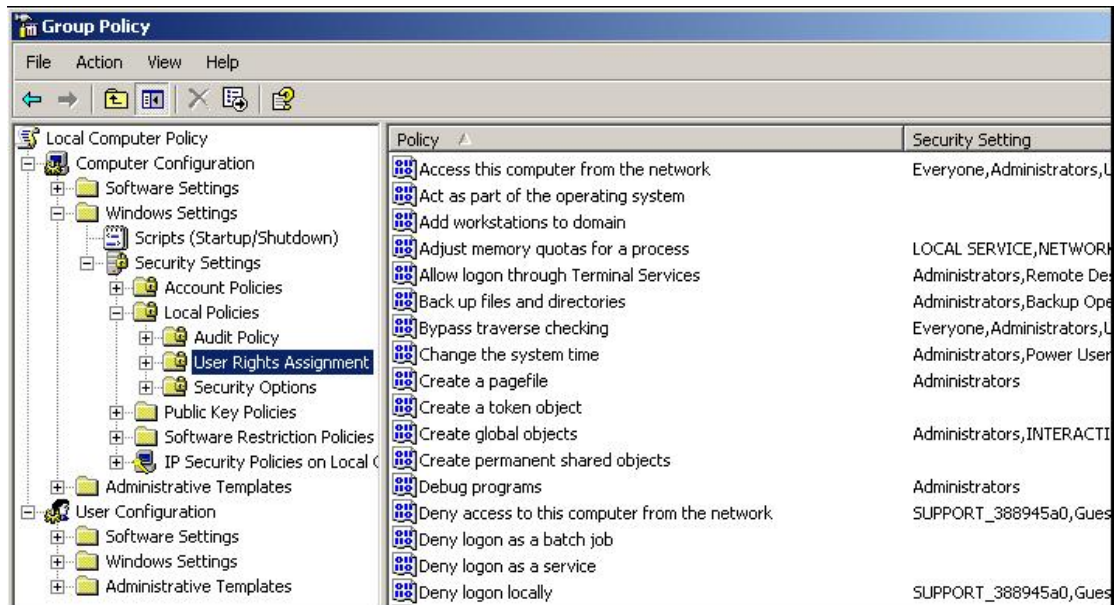 Group Policy
File Action View Help
Local Computer Policy
Computer Configuration
Software Settings
Windows Settings
Scripts (Startup/Shutdown)
Security Settings
Account Policies
Local Policies
Audit Policy
User Rights Assignment
Security Options
Public Key Policies
Software Restriction Policies
IP Security Policies on Local
Administrative Templates
User Configuration
Software Settings
Windows Settings
Administrative Templates
Policy Security Setting
Access this computer from the network Everyone,Administrators,U
Act as part of the operating system
Add workstations to domain
Adjust memory quotas for a process LOCAL SERVICE,NETWORK
Allow logon through Terminal Services Administrators,Remote Des
Back up files and directories Administrators,Backup Ope
Bypass traverse checking Everyone,Administrators,U
Change the system time Administrators,Power User
Create a pagefile Administrators
Create a token object
Create global objects Administrators,INTERACTI
Create permanent shared objects
Debug programs Administrators
Deny access to this computer from the network SUPPORT_388945a0,Gues
Deny logon as a batch job
Deny logon as a service
Deny logon locally SUPPORT_388945a0,Gues